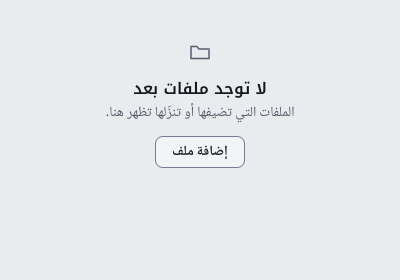 لا توجد ملفات بعد
الملفات التي تضيفها أو تنزّلها تظهر هنا.
إضافة ملف